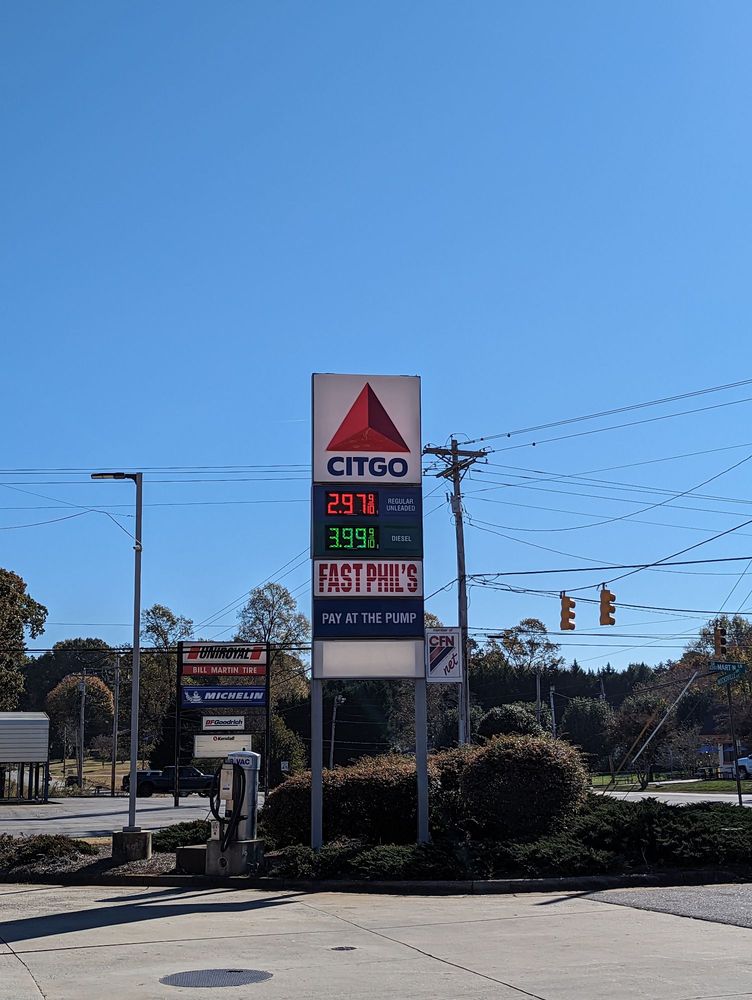 CITGO
2.97 9/10
REGULAR
UNLEADED
3.99 9/10
DIESEL
FAST PHIL'S
PAY AT THE PUMP
CFN
net
UNIROYAL
BILL MARTIN TIRE
MICHELIN
BFGoodrich
Kendall
VAC